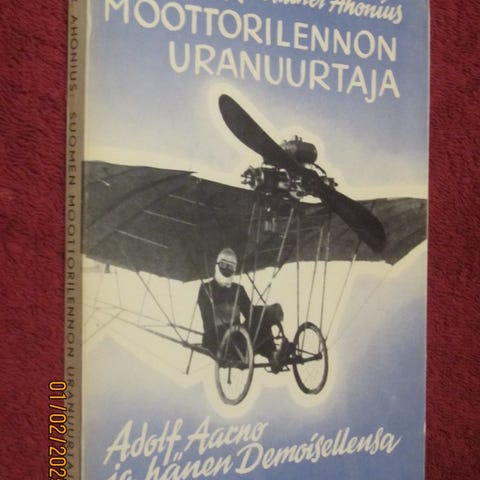 Ahonius
MOOTTORILENNON
URANUURTAJA
Adolf Aarno
ja hänen Demoisellensa
AHONIUS: SUOMEN MOOTTORILENNON URANUURTAJA
01/02/202